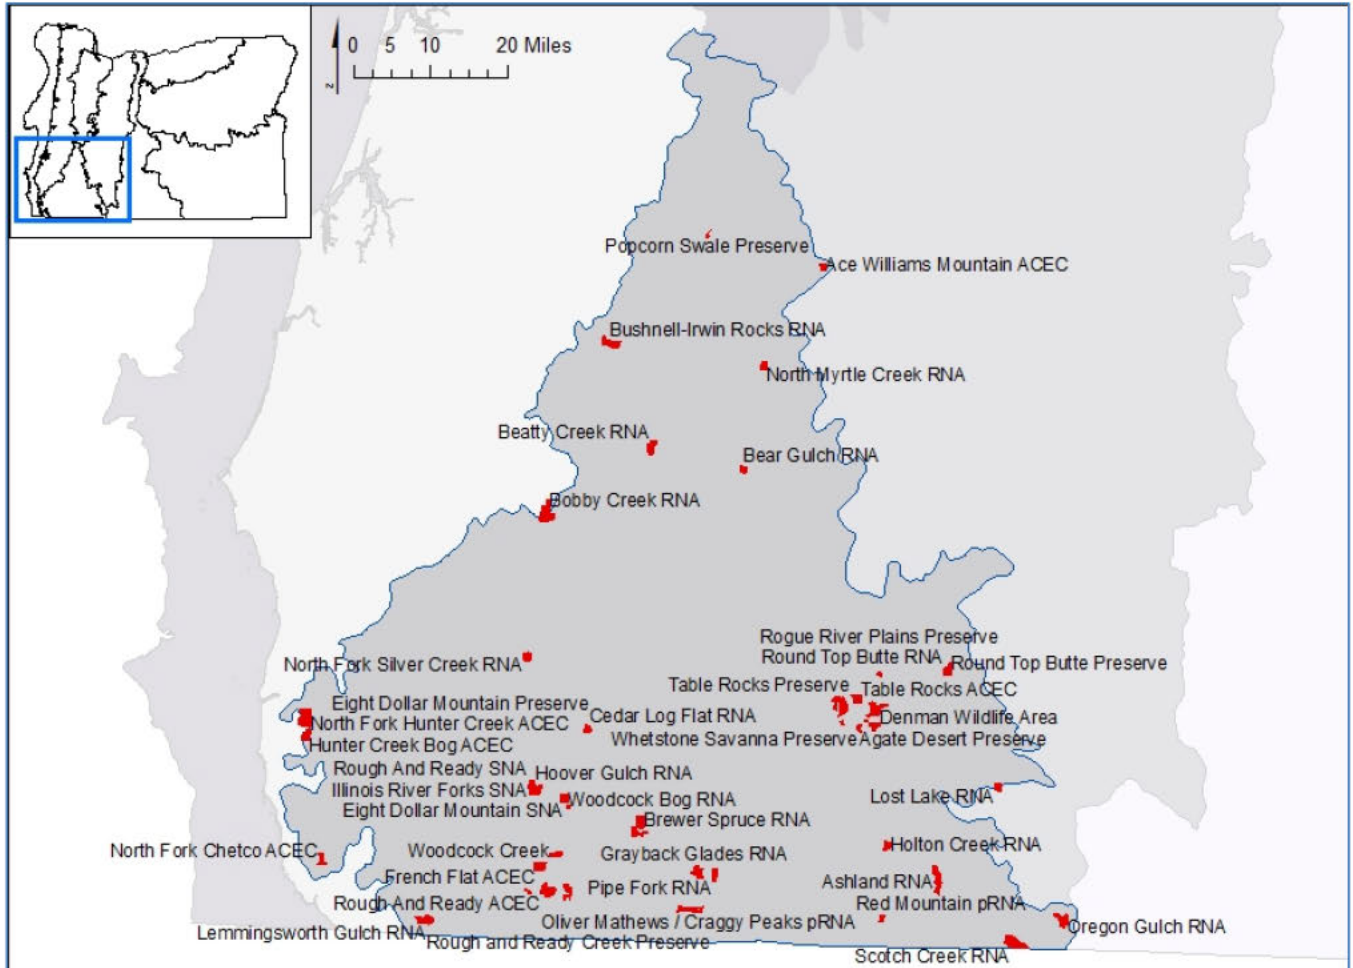 0 5 10 20 Miles
z
Popcorn Swale Preserve
Ace Williams Mountain ACEC
Bushnell-Irwin Rocks RNA
North Myrtle Creek RNA
Beatty Creek RNA
Bear Gulch RNA
Bobby Creek RNA
Rogue River Plains Preserve
North Fork Silver Creek RNA
Round Top Butte RNA
Round Top Butte Preserve
Table Rocks Preserve
Table Rocks ACEC
Eight Dollar Mountain Preserve
Cedar Log Flat RNA
Denman Wildlife Area
North Fork Hunter Creek ACEC
Whetstone Savanna Preserve
Agate Desert Preserve
Hunter Creek Bog ACEC
Rough And Ready SNA
Hoover Gulch RNA
Illinois River Forks SNA
Woodcock Bog RNA
Lost Lake RNA
Eight Dollar Mountain SNA
Brewer Spruce RNA
Holton Creek RNA
North Fork Chetco ACEC
Woodcock Creek
Grayback Glades RNA
French Flat ACEC
Pipe Fork RNA
Ashland RNA
Rough And Ready ACEC
Red Mountain pRNA
Oliver Mathews / Craggy Peaks pRNA
Oregon Gulch RNA
Lemmingsworth Gulch RNA
Rough and Ready Creek Preserve
Scotch Creek RNA